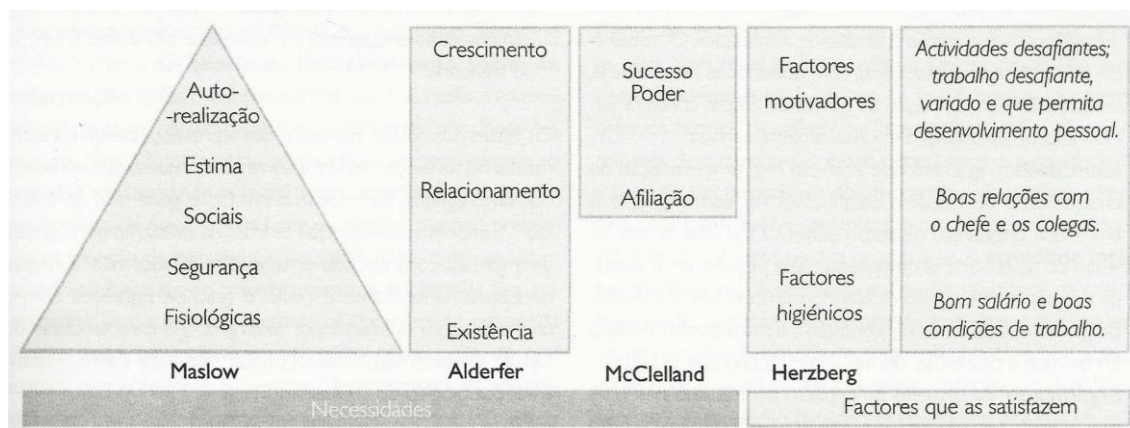 Auto-
-realização
Estima
Sociais
Segurança
Fisiológicas
Maslow
Crescimento
Relacionamento
Existência
Alderfer
Sucesso
Poder
Afiliação
McClelland
Factores
motivadores
Factores
higiénicos
Herzberg
Actividades desafiantes;
trabalho desafiante,
variado e que permita
desenvolvimento pessoal.
Boas relações com
o chefe e os colegas.
Bom salário e boas
condições de trabalho.
Necessidades
Factores que as satisfazem